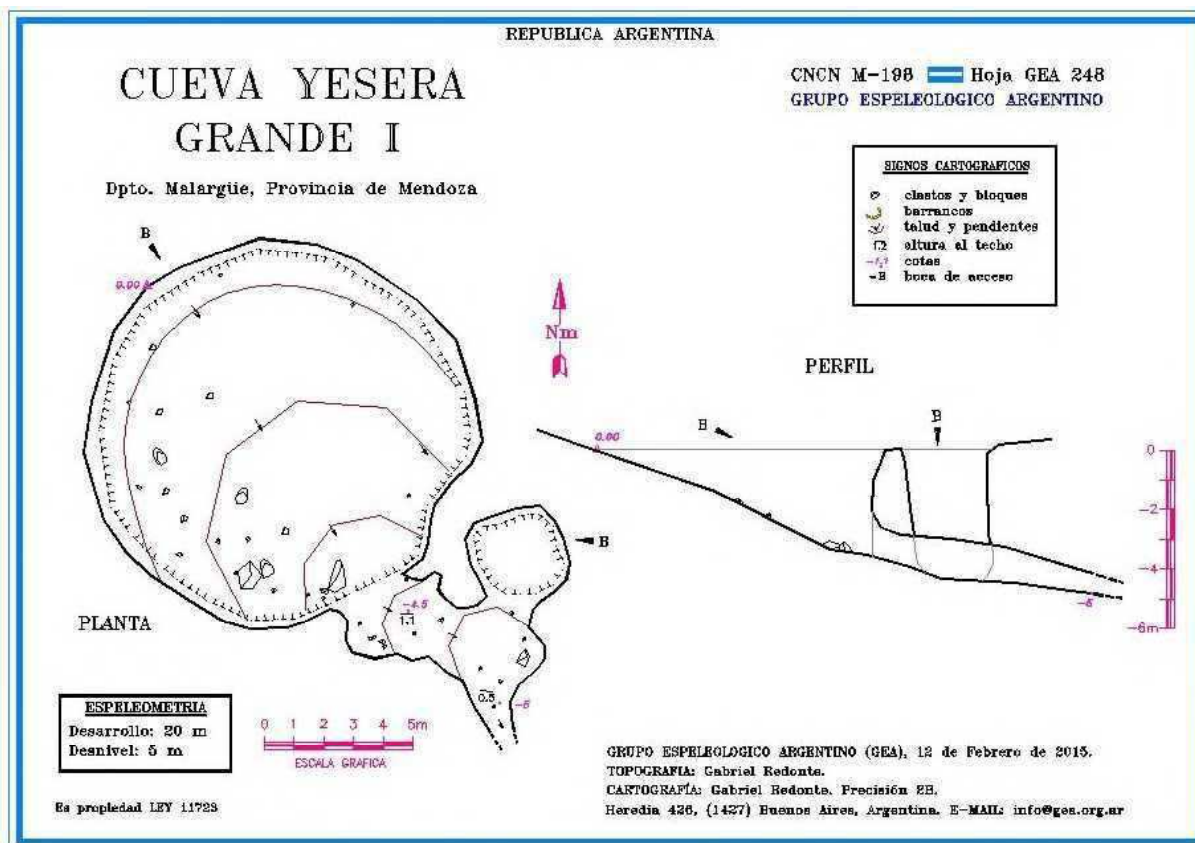 REPUBLICA ARGENTINA
CUEVA YESERA
GRANDE I
Dpto. Malargüe, Provincia de Mendoza
CNCN M-198 Hoja GEA 248
GRUPO ESPELEOLOGICO ARGENTINO
SIGNOS CARTOGRAFICOS
clastos y bloques
barrancos
talud y pendientes
1.2 altura al techo
-1,1 cotas
-B boca de acceso
B
0.00
Nm
PERFIL
B
0.00
B
0
-2
-4
-6m
-5
B
-4.5
1.1
0.5
-5
PLANTA
ESPELEOMETRIA
Desarrollo: 20 m
Desnivel: 5 m
0 1 2 3 4 5m
ESCALA GRAFICA
Es propiedad LEY 11723
GRUPO ESPELEOLOGICO ARGENTINO (GEA), 12 de Febrero de 2015.
TOPOGRAFIA: Gabriel Redonte.
CARTOGRAFÍA: Gabriel Redonte. Precisión 2B.
Heredia 426, (1427) Buenos Aires, Argentina. E-MAIL: info@gea.org.ar